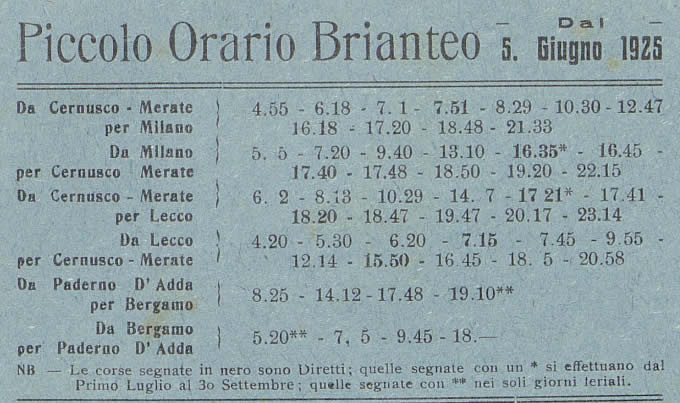 Piccolo Orario Brianteo – Dal – 5. Giugno 1925
Da Cernusco - Merate } 4.55 - 6.18 - 7. 1 - 7.51 - 8.29 - 10.30 - 12.47
per Milano 16.18 - 17.20 - 18.48 - 21.33
Da Milano } 5. 5 - 7.20 - 9.40 - 13.10 - 16.35* - 16.45 -
per Cernusco Merate 17.40 - 17.48 - 18.50 - 19.20 - 22.15
Da Cernusco - Merate } 6. 2 - 8.13 - 10.29 - 14. 7 - 17 21* - 17.41 -
per Lecco 18.20 - 18.47 - 19.47 - 20.17 - 23.14
Da Lecco } 4.20 - 5.30 - 6.20 - 7.15 - 7.45 - 9.55 -
per Cernusco - Merate 12.14 - 15.50 - 16.45 - 18. 5 - 20.58
Da Paderno D'Adda }
per Bergamo 8.25 - 14.12 - 17.48 - 19.10**
Da Bergamo }
per Paderno D'Adda 5.20** - 7, 5 - 9.45 - 18.—
NB — Le corse segnate in nero sono Diretti; quelle segnate con un * si effettuano dal
Primo Luglio al 30 Settembre; quelle segnate con ** nei soli giorni feriali.